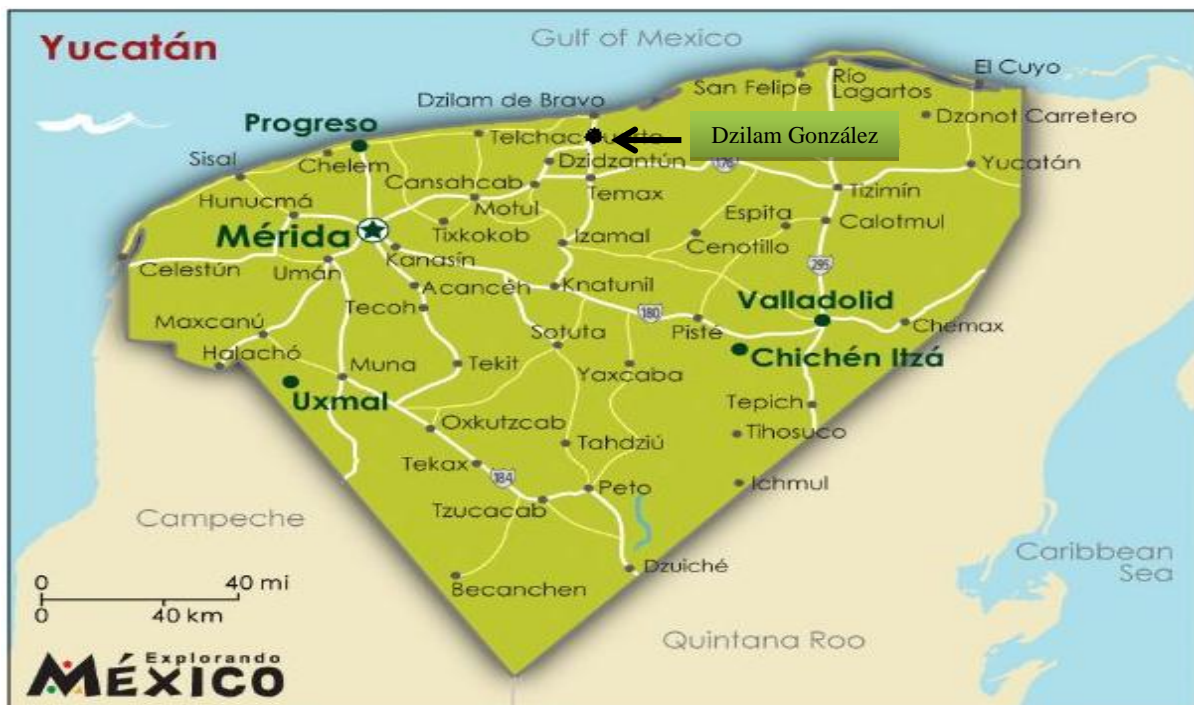 Yucatán
Gulf of Mexico
El Cuyo
San Felipe
Río
Lagartos
Dzilam de Bravo
Dzonot Carretero
Progreso
Telchac
Dzilam González
Sisal
Chelem
Dzidzantún
176
Yucatán
Cansahcab
Temax
Tizimín
Hunucmá
Motul
Espita
Calotmul
Mérida
Tixkokob
Izamal
Cenotillo
Celestún
Umán
Kanasín
295
Acancéh
Knatunil
Valladolid
Tecoh
180
Maxcanú
Sotuta
Pisté
Chemax
Halachó
Muna
Tekit
Yaxcaba
Chichén Itzá
Uxmal
Tepich
Oxkutzcab
Tahdziú
Tihosuco
Tekax
184
Peto
Ichmul
Tzucacab
Campeche
Caribbean
Sea
Dzuiché
Becanchen
0 40 mi
0 40 km
Quintana Roo
Explorando
MÉXICO